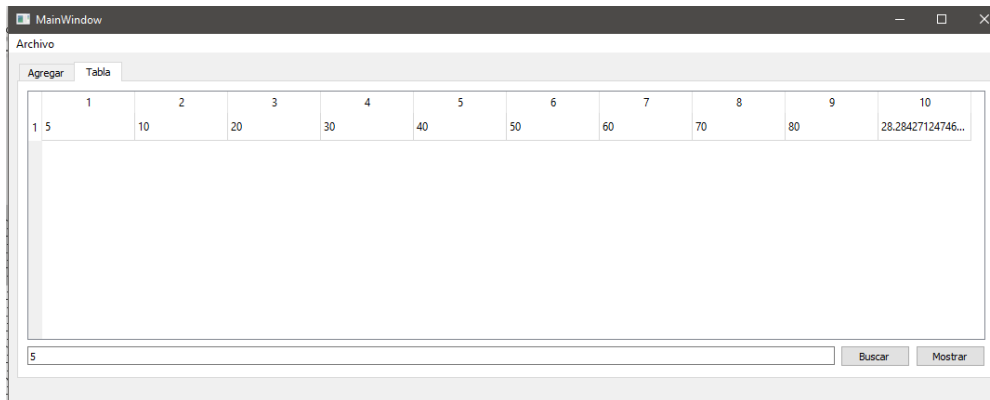 MainWindow
Archivo
Agregar Tabla
1 2 3 4 5 6 7 8 9 10
1 5 10 20 30 40 50 60 70 80 28.28427124746...
5 Buscar Mostrar